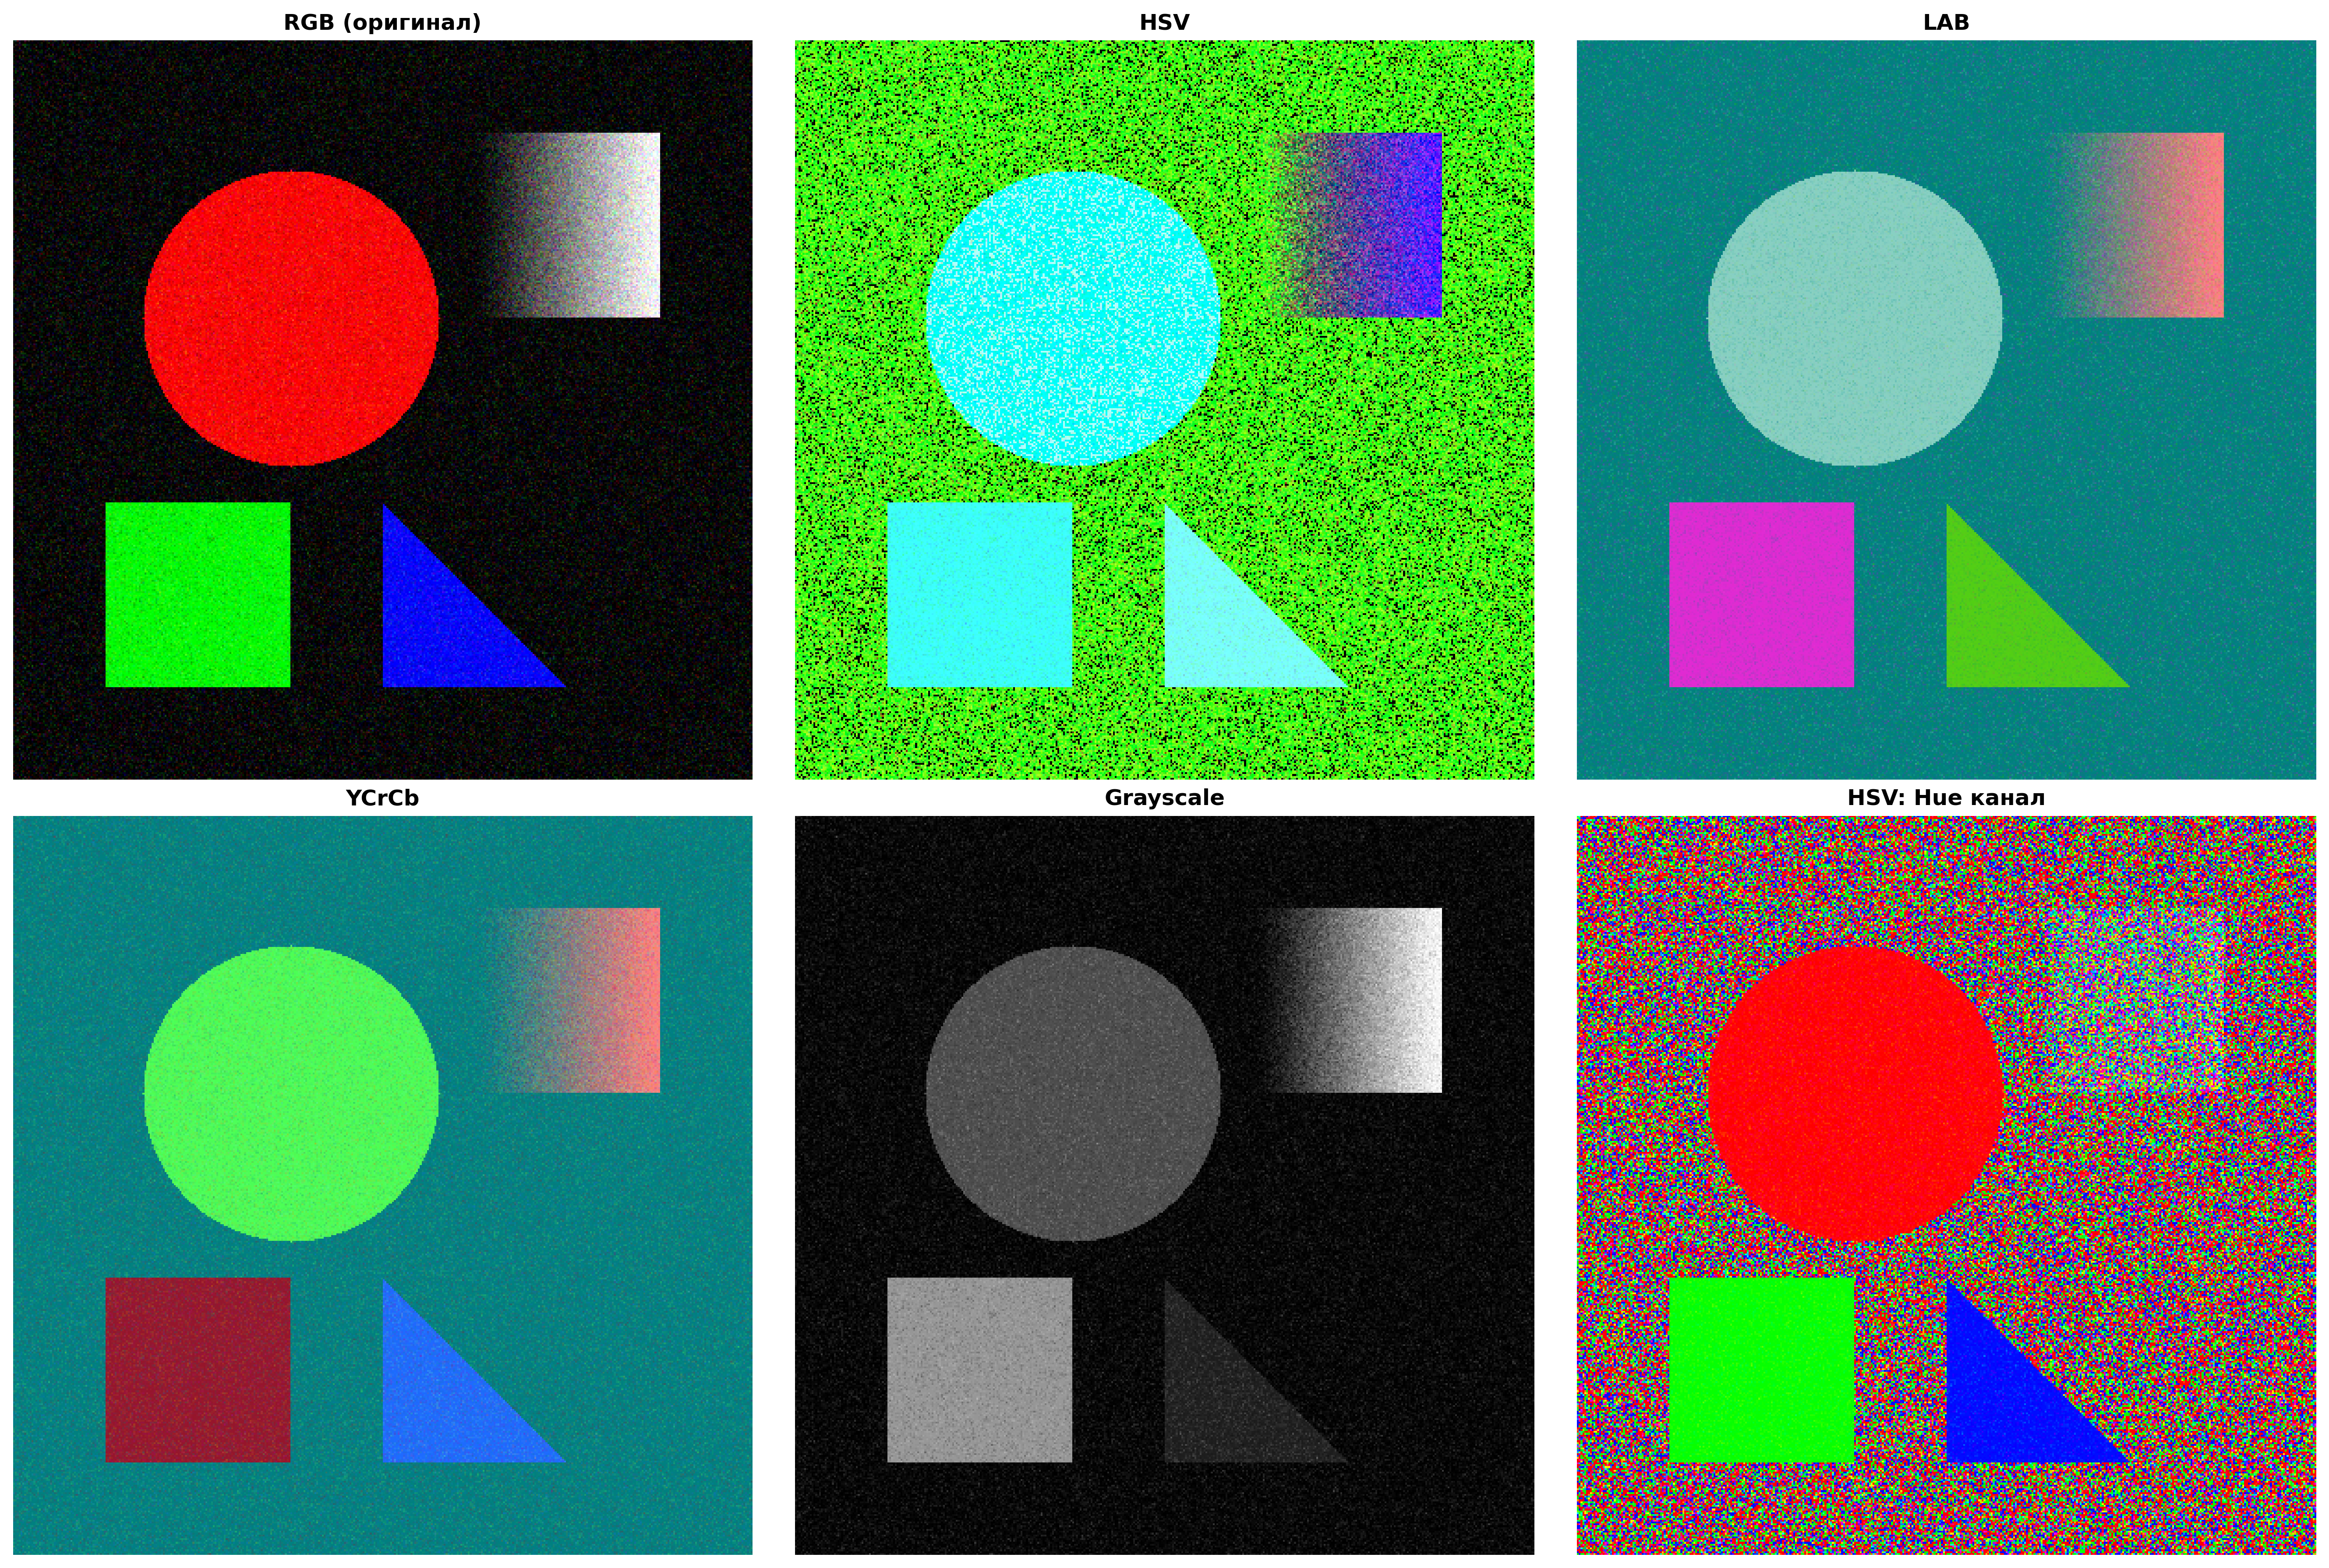 RGB (оригинал)
HSV
LAB
YCrCb
Grayscale
HSV: Hue канал